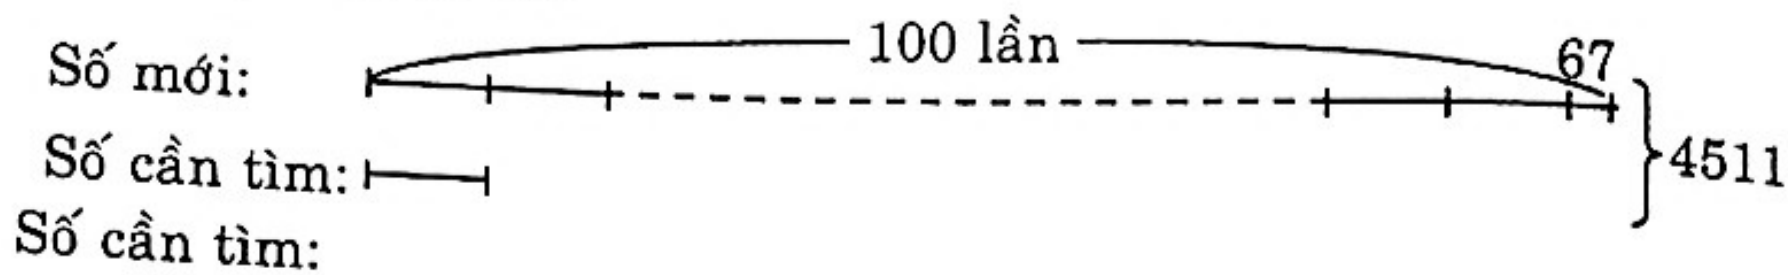 100 lần
67
Số mới:
Số cần tìm:
4511
Số cần tìm: